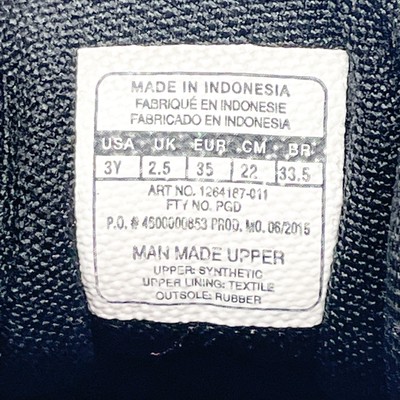 MADE IN INDONESIA
FABRIQUÉ EN INDONESIE
FABRICADO EN INDONESIA
USA UK EUR CM BR
3Y 2.5 35 22 33.5
ART NO. 1264187-011
FTY NO. PGD
P.O. # 4500000853 PROD. MO. 06/2015
MAN MADE UPPER
UPPER: SYNTHETIC
UPPER LINING: TEXTILE
OUTSOLE: RUBBER